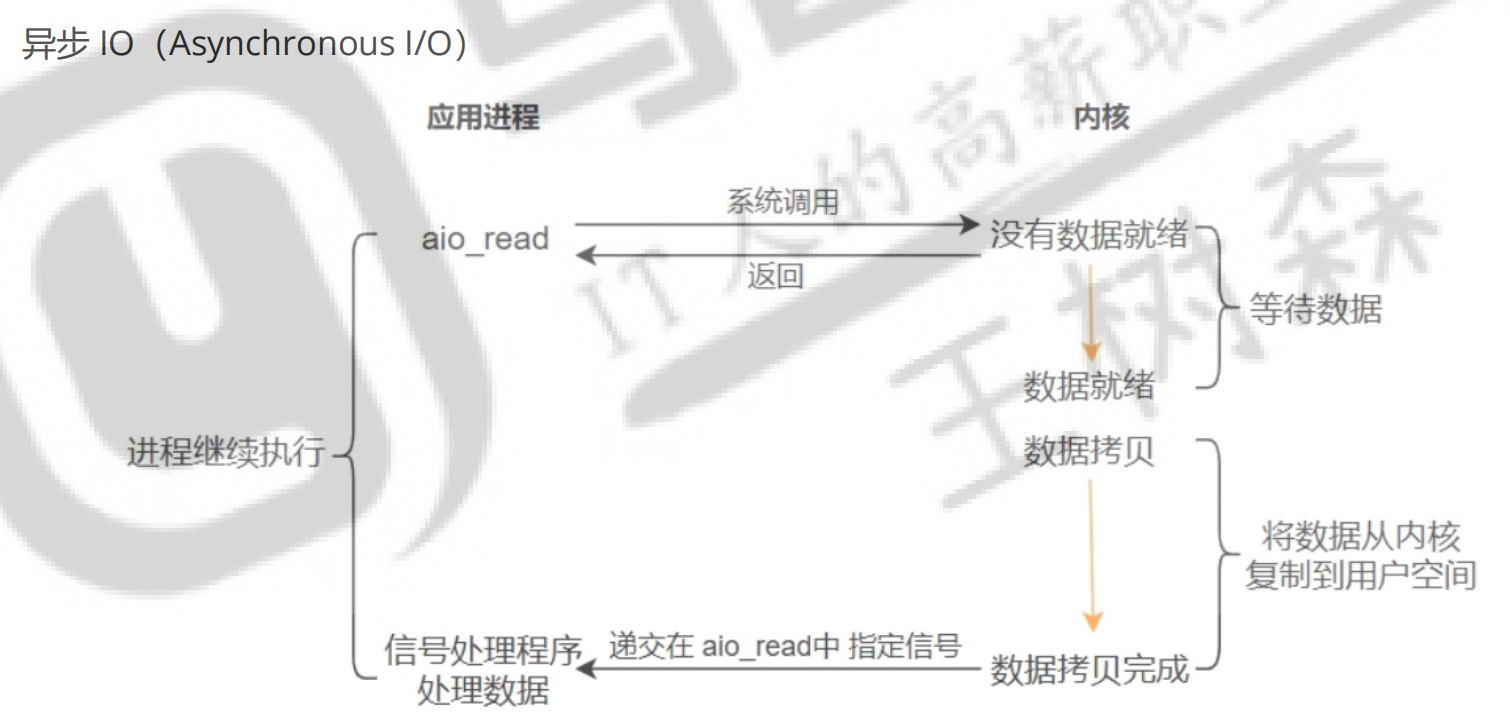 异步 IO（Asynchronous I/O）
应用进程
内核
系统调用
aio_read
没有数据就绪
返回
等待数据
数据就绪
进程继续执行
数据拷贝
将数据从内核
复制到用户空间
信号处理程序
处理数据
递交在 aio_read中 指定信号
数据拷贝完成
IT人的高薪职
王树森